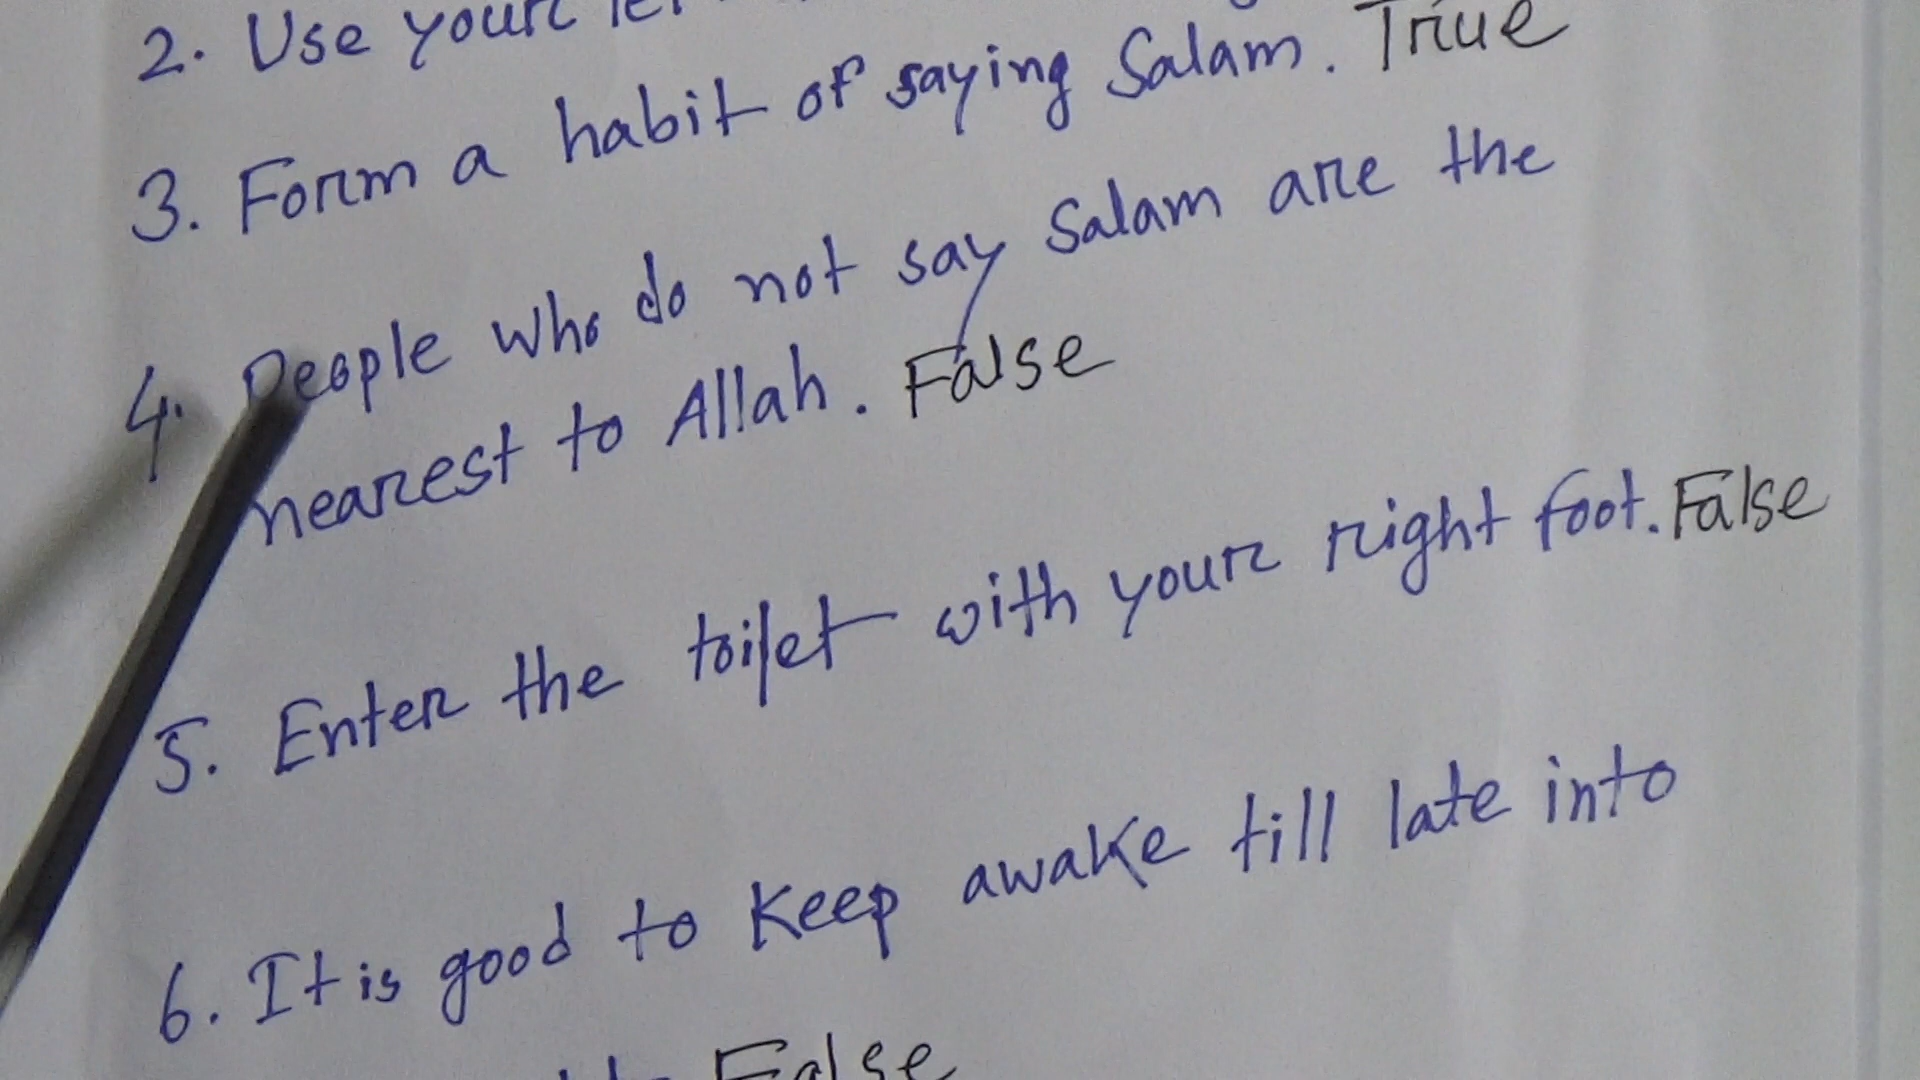 2. Use your
3. Form a habit of saying Salam. True
4. People who do not say Salam are the
nearest to Allah. False
5. Enter the toilet with your right foot. False
6. It is good to keep awake till late into
False